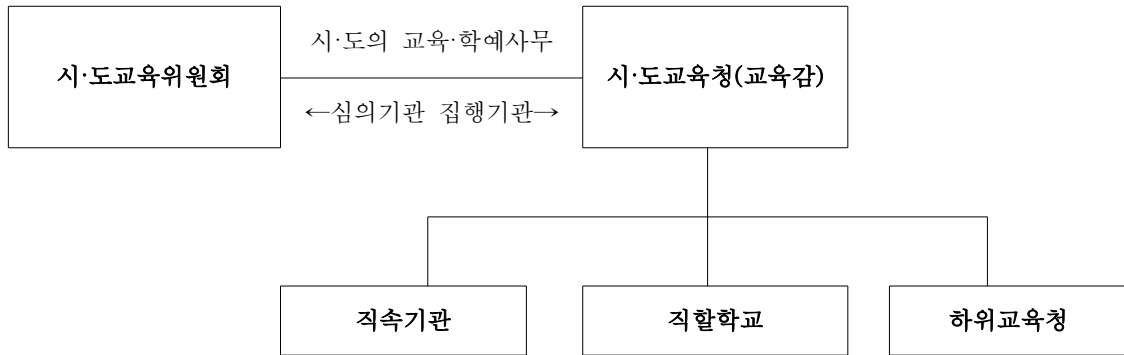 시·도의 교육·학예사무
시·도교육위원회
시·도교육청(교육감)
←심의기관 집행기관→
직속기관
직할학교
하위교육청